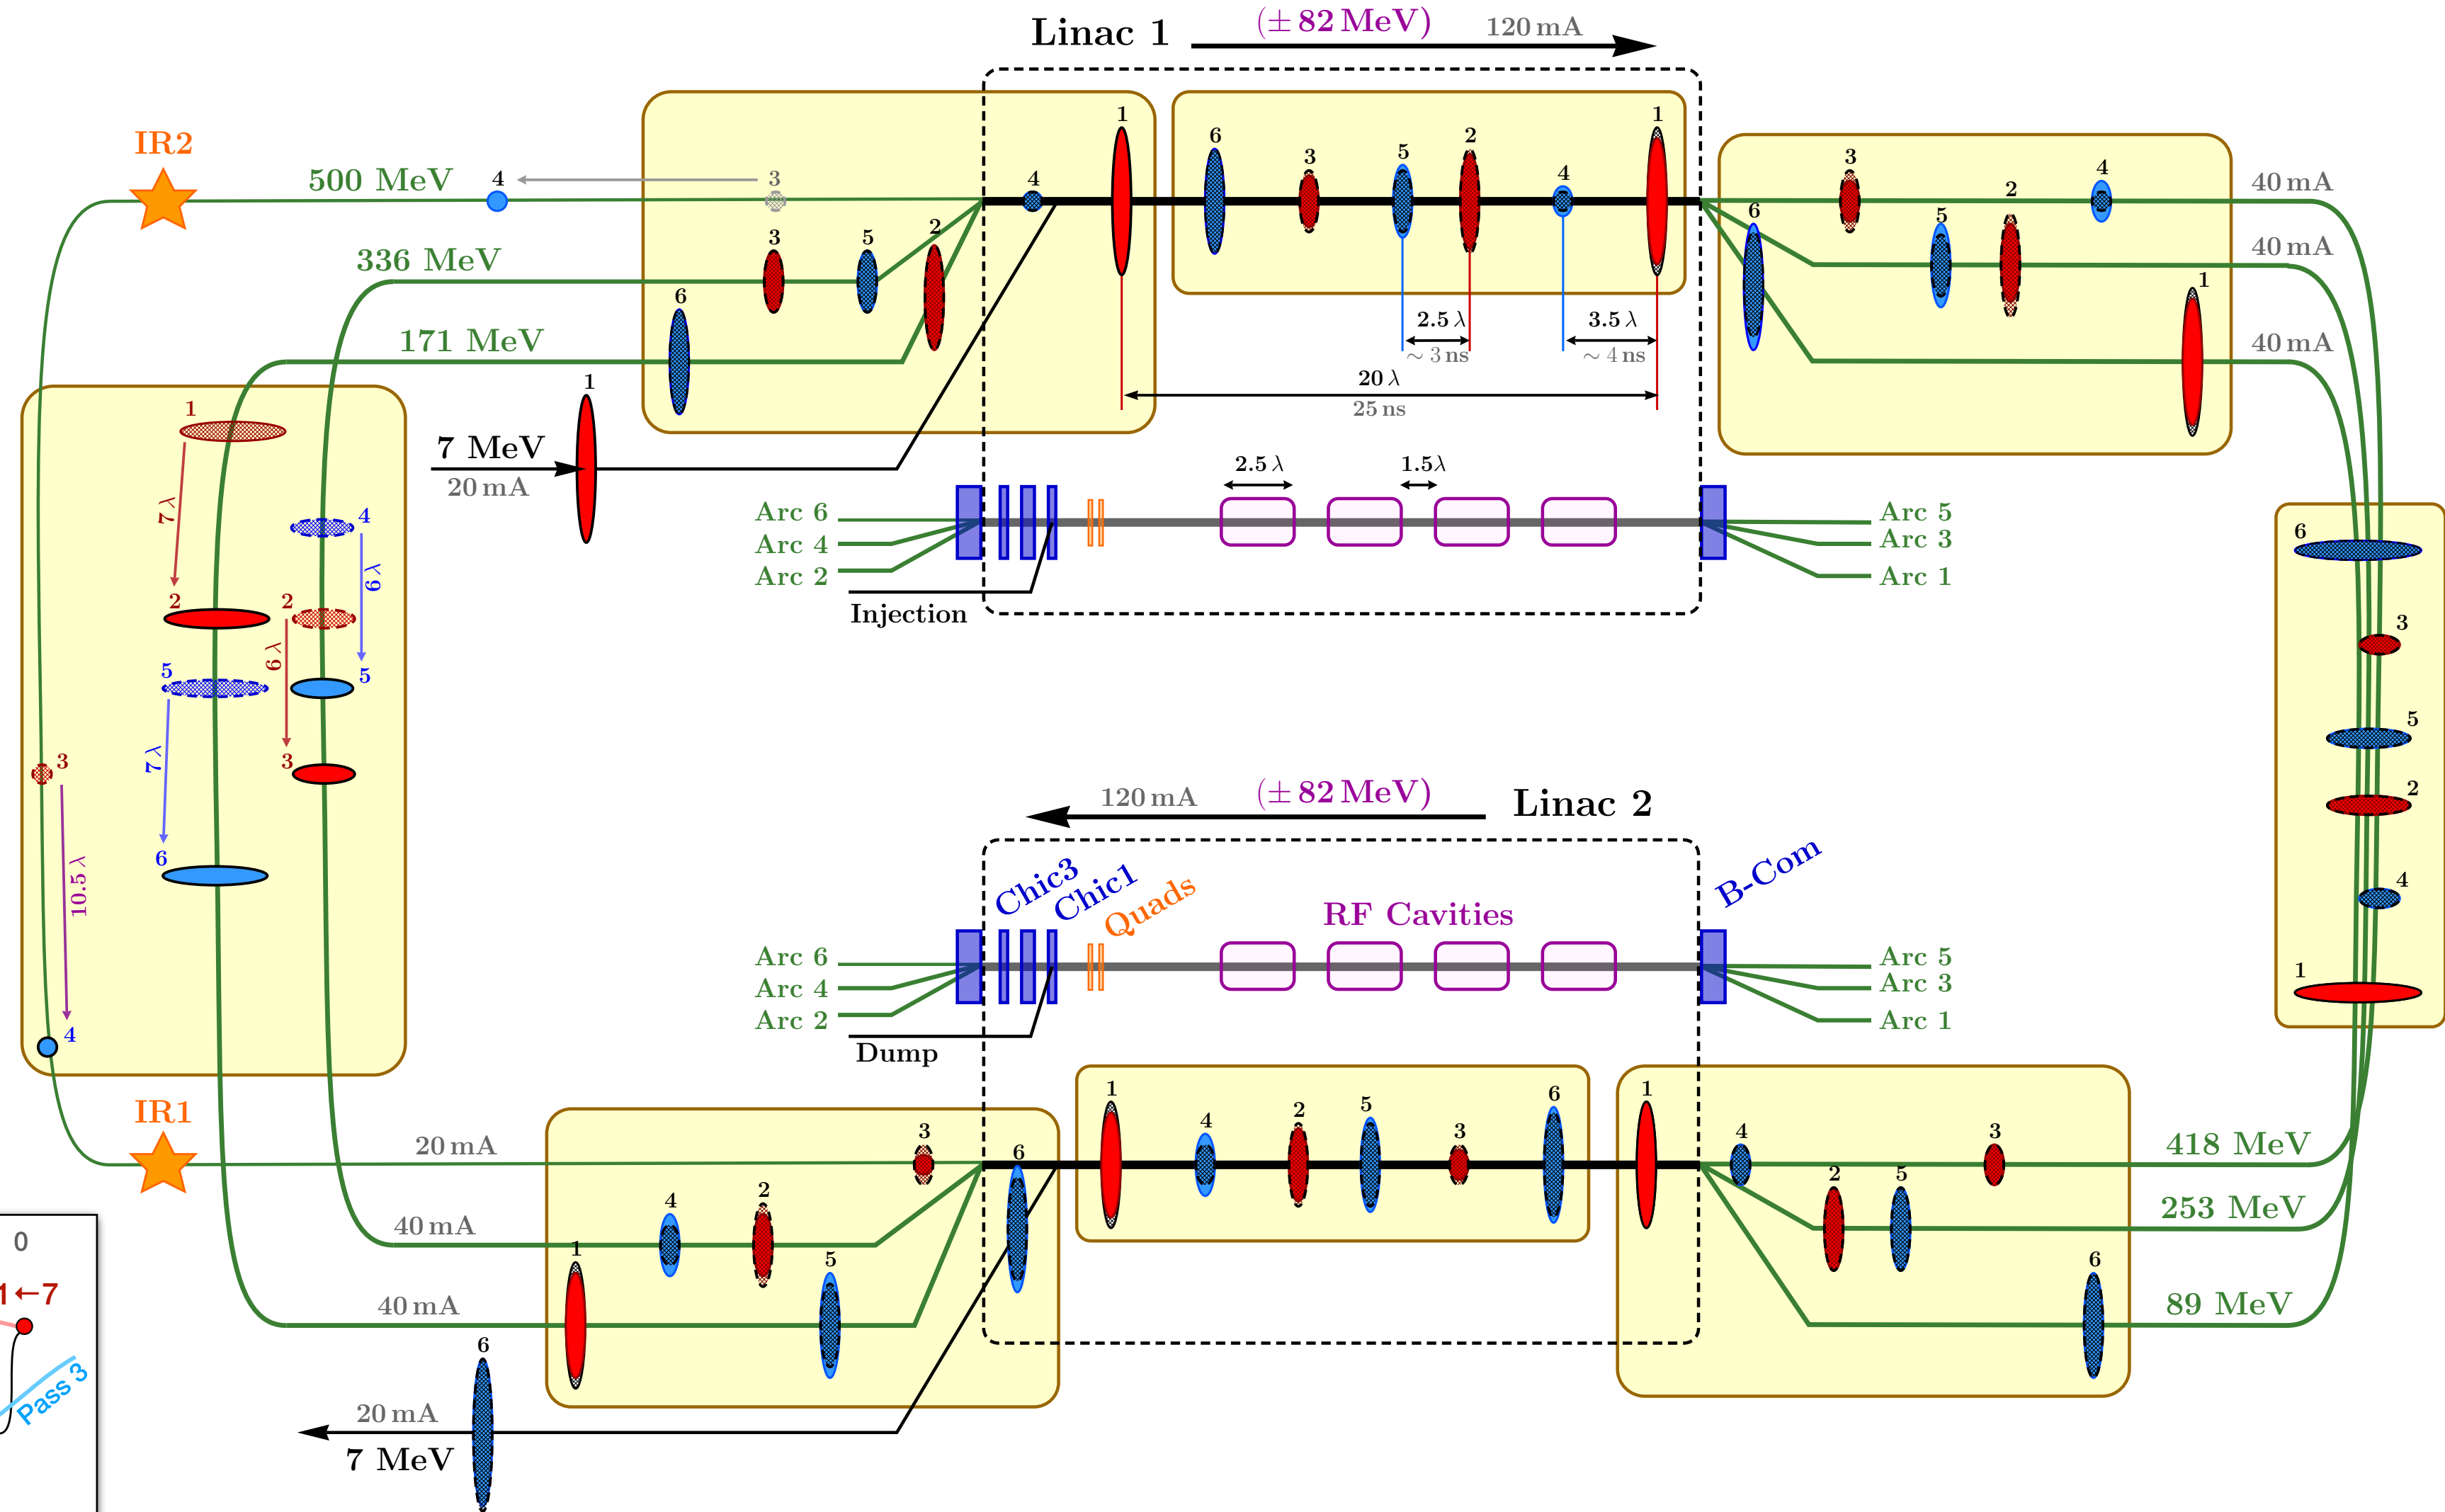 Linac 1
(± 82 MeV)
120 mA
IR2
500 MeV
4
3
4
1
6
3
5
2
4
1
3
2
4
6
5
1
40 mA
336 MeV
3
5
2
40 mA
171 MeV
6
2.5 λ
∼ 3 ns
3.5 λ
∼ 4 ns
40 mA
20 λ
25 ns
1
7 MeV
20 mA
1
7 λ
2
4
6 λ
5
2
6 λ
3
5
7 λ
6
3
10.5 λ
4
2.5 λ
1.5λ
Arc 6
Arc 4
Arc 2
Injection
Arc 5
Arc 3
Arc 1
6
3
5
2
4
1
120 mA
(± 82 MeV)
Linac 2
Chic3
Chic1
Quads
RF Cavities
B-Com
Arc 6
Arc 4
Arc 2
Dump
Arc 5
Arc 3
Arc 1
IR1
20 mA
3
6
1
4
2
5
3
6
1
4
2
5
3
6
418 MeV
253 MeV
89 MeV
40 mA
4
2
1
5
40 mA
6
20 mA
7 MeV
0
1←7
Pass 3